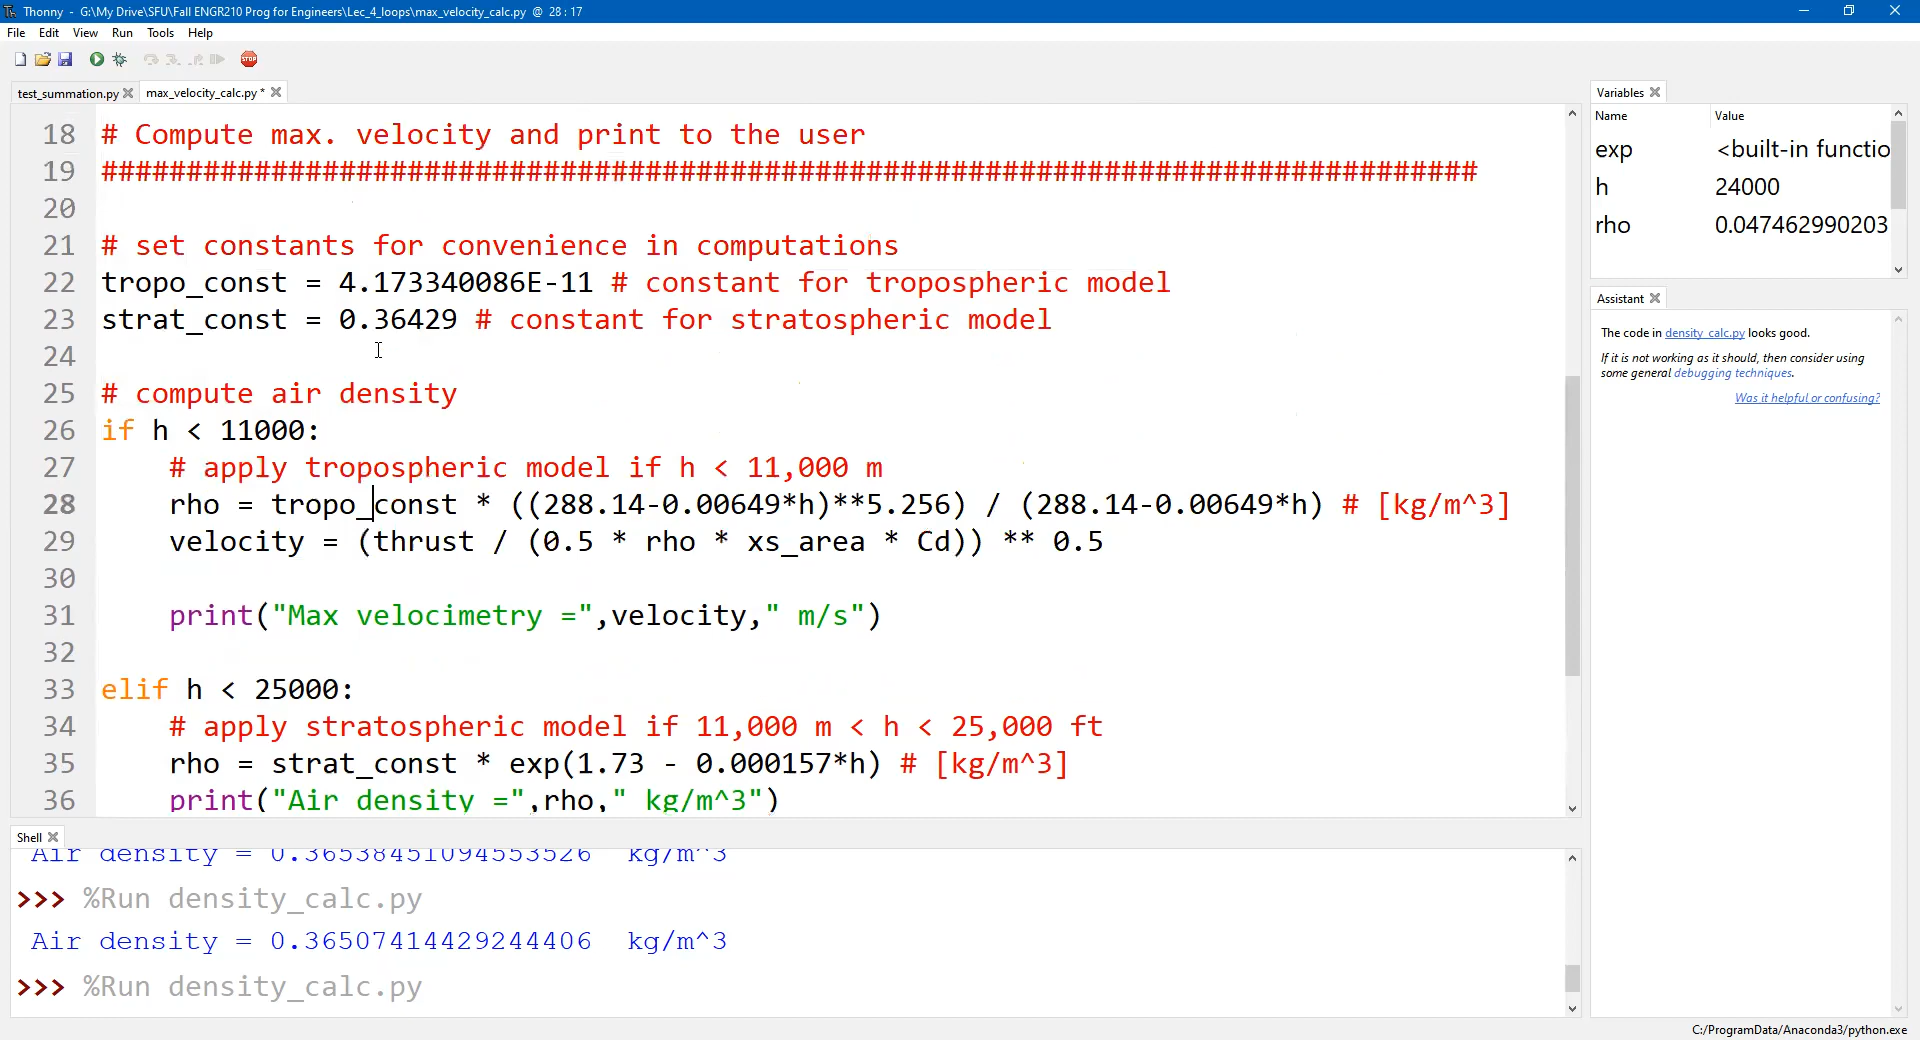 Thonny - G:\My Drive\SFU\Fall ENGR210 Prog for Engineers\Lec_4_loops\max_velocity_calc.py @ 28 : 17
File Edit View Run Tools Help
STOP
test_summation.py
max_velocity_calc.py *
18 # Compute max. velocity and print to the user
19 #################################################################################
20
21 # set constants for convenience in computations
22 tropo_const = 4.173340086E-11 # constant for tropospheric model
23 strat_const = 0.36429 # constant for stratospheric model
24
25 # compute air density
26 if h < 11000:
27 # apply tropospheric model if h < 11,000 m
28 rho = tropo_const * ((288.14-0.00649*h)**5.256) / (288.14-0.00649*h) # [kg/m^3]
29 velocity = (thrust / (0.5 * rho * xs_area * Cd)) ** 0.5
30
31 print("Max velocimetry =",velocity," m/s")
32
33 elif h < 25000:
34 # apply stratospheric model if 11,000 m < h < 25,000 ft
35 rho = strat_const * exp(1.73 - 0.000157*h) # [kg/m^3]
36 print("Air density =",rho," kg/m^3")
Shell
Air density = 0.365384510945535​26 kg/m^3
>>> %Run density_calc.py
Air density = 0.36507414429244406 kg/m^3
>>> %Run density_calc.py
Variables
Name Value
exp <built-in functio
h 24000
rho 0.047462990203
Assistant
The code in density_calc.py looks good.
If it is not working as it should, then consider using
some general debugging techniques.
Was it helpful or confusing?
C:/ProgramData/Anaconda3/python.exe